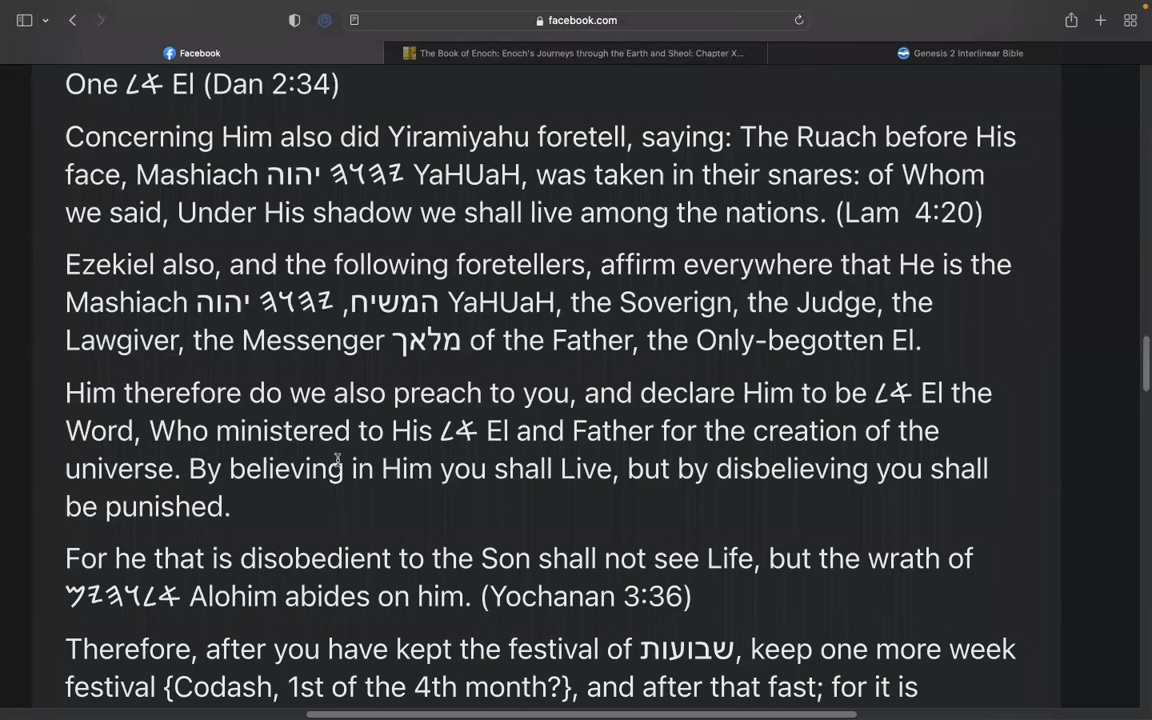 facebook.com
Facebook
The Book of Enoch: Enoch's Journeys through the Earth and Sheol: Chapter X...
Genesis 2 Interlinear Bible
One 𐤀𐤋 El (Dan 2:34)
Concerning Him also did Yiramiyahu foretell, saying: The Ruach before His
face, Mashiach יהוה 𐤉𐤄𐤅𐤄 YaHUaH, was taken in their snares: of Whom
we said, Under His shadow we shall live among the nations. (Lam 4:20)
Ezekiel also, and the following foretellers, affirm everywhere that He is the
Mashiach המשיח, 𐤉𐤄𐤅𐤄 יהוה YaHUaH, the Soverign, the Judge, the
Lawgiver, the Messenger מלאך of the Father, the Only-begotten El.
Him therefore do we also preach to you, and declare Him to be 𐤀𐤋 El the
Word, Who ministered to His 𐤀𐤋 El and Father for the creation of the
universe. By believing in Him you shall Live, but by disbelieving you shall
be punished.
For he that is disobedient to the Son shall not see Life, but the wrath of
𐤀𐤋𐤅𐤄𐤉𐤌 Alohim abides on him. (Yochanan 3:36)
Therefore, after you have kept the festival of שבועות, keep one more week
festival {Codash, 1st of the 4th month?}, and after that fast; for it is